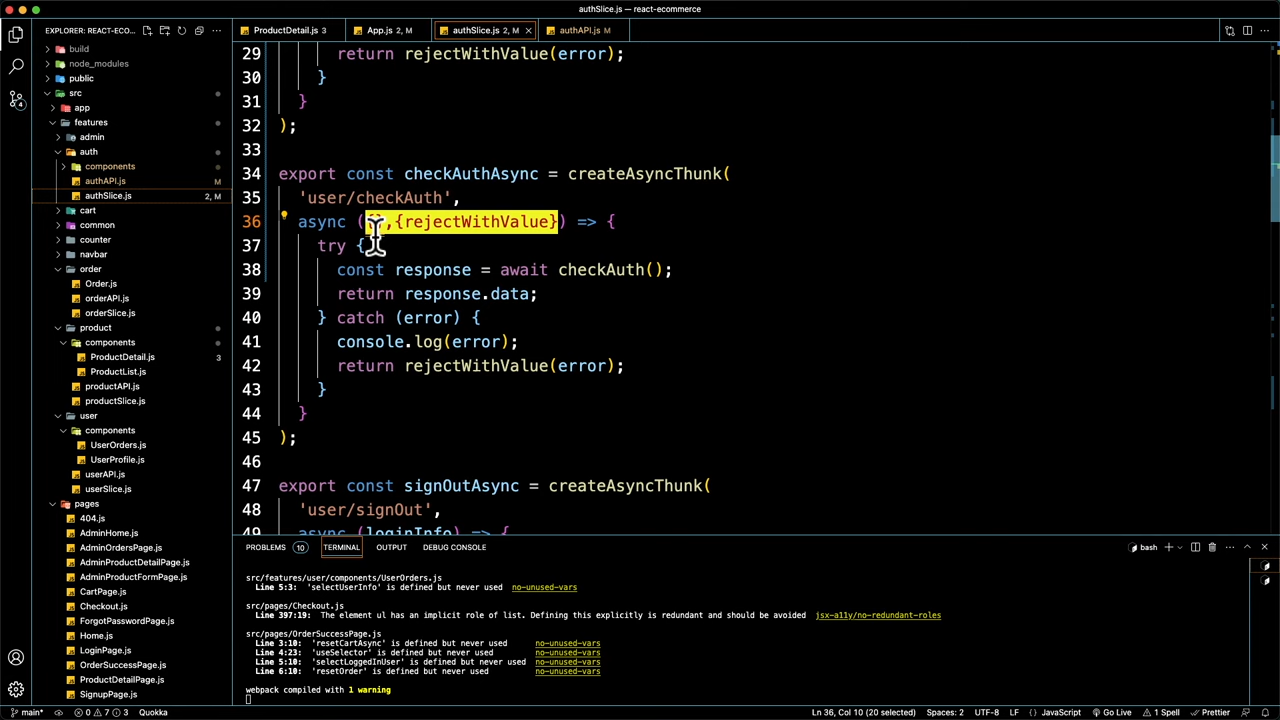 authSlice.js — react-ecommerce
EXPLORER: REACT-ECO...
build
node_modules
public
src
app
features
admin
auth
components
authAPI.js M
authSlice.js 2, M
cart
common
counter
navbar
order
Order.js
orderAPI.js
orderSlice.js
product
components
ProductDetail.js 3
ProductList.js
productAPI.js
productSlice.js
user
components
UserOrders.js
UserProfile.js
userAPI.js
userSlice.js
pages
404.js
AdminHome.js
AdminOrdersPage.js
AdminProductDetailPage.js
AdminProductFormPage.js
CartPage.js
Checkout.js
ForgotPasswordPage.js
Home.js
LoginPage.js
OrderSuccessPage.js
ProductDetailPage.js
SignupPage.js
4
ProductDetail.js 3 App.js 2, M authSlice.js 2, M authAPI.js M
29 return rejectWithValue(error);
30 }
31 }
32 );
33
34 export const checkAuthAsync = createAsyncThunk(
35 'user/checkAuth',
36 async ( ,{rejectWithValue}) => {
37 try {
38 const response = await checkAuth();
39 return response.data;
40 } catch (error) {
41 console.log(error);
42 return rejectWithValue(error);
43 }
44 }
45 );
46
47 export const signOutAsync = createAsyncThunk(
48 'user/signOut',
49 async (loginInfo) => {
PROBLEMS 10 TERMINAL OUTPUT DEBUG CONSOLE bash
src/features/user/components/UserOrders.js
Line 5:3: 'selectUserInfo' is defined but never used no-unused-vars
src/pages/Checkout.js
Line 397:19: The element ul has an implicit role of list. Defining this explicitly is redundant and should be avoided jsx-a11y/no-redundant-roles
src/pages/OrderSuccessPage.js
Line 3:10: 'resetCartAsync' is defined but never used no-unused-vars
Line 4:23: 'useSelector' is defined but never used no-unused-vars
Line 5:10: 'selectLoggedInUser' is defined but never used no-unused-vars
Line 6:10: 'resetOrder' is defined but never used no-unused-vars
webpack compiled with 1 warning
main* 0 7 3 Quokka Ln 36, Col 10 (20 selected) Spaces: 2 UTF-8 LF {} JavaScript Go Live 1 Spell Prettier